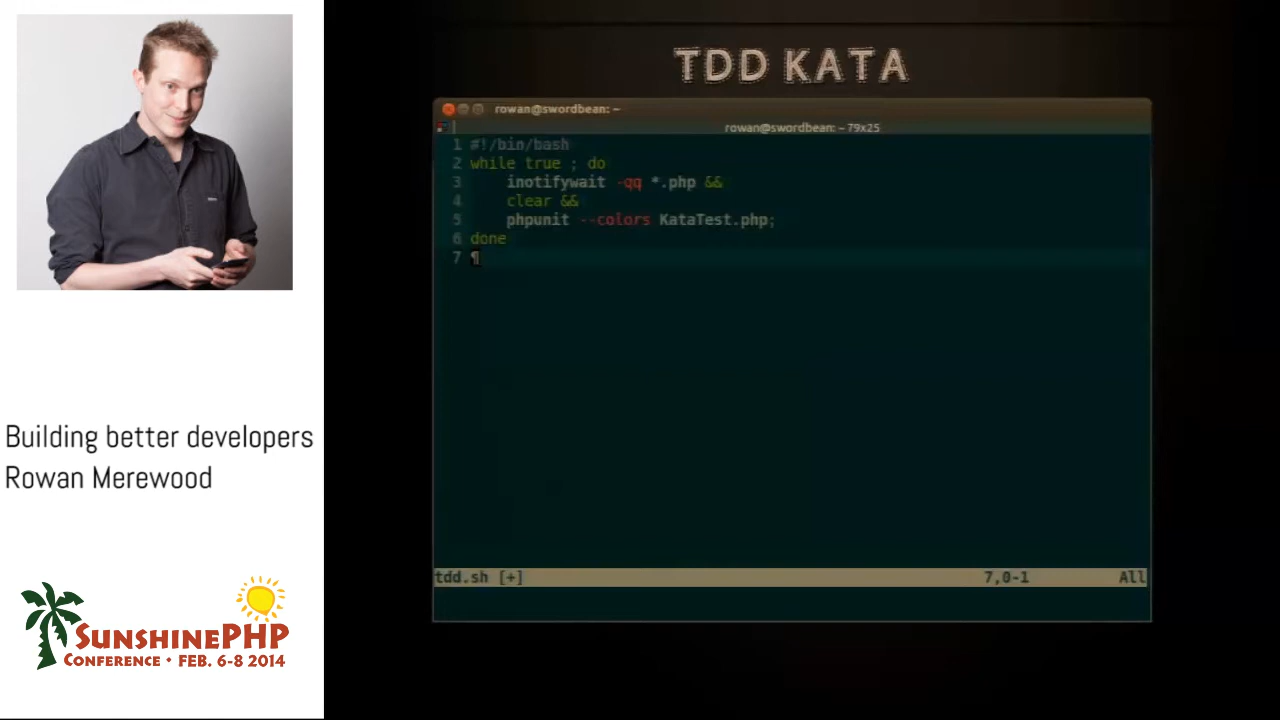 Building better developers
Rowan Merewood
SUNSHINEPHP
CONFERENCE • FEB. 6-8 2014
TDD KATA
rowan@swordbean: ~
rowan@swordbean: ~ 79x25
1 #!/bin/bash
2 while true ; do
3     inotifywait -qq *.php &&
4     clear &&
5     phpunit --colors KataTest.php;
6 done
7 ¶
tdd.sh [+] 7,0-1 All